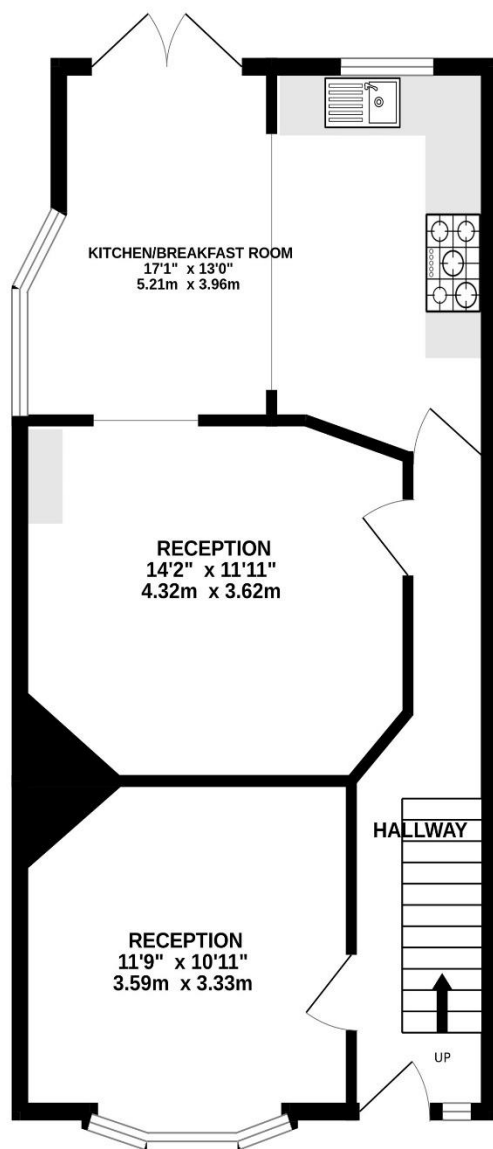 KITCHEN/BREAKFAST ROOM
17'1" x 13'0"
5.21m x 3.96m
RECEPTION
14'2" x 11'11"
4.32m x 3.62m
HALLWAY
RECEPTION
11'9" x 10'11"
3.59m x 3.33m
UP